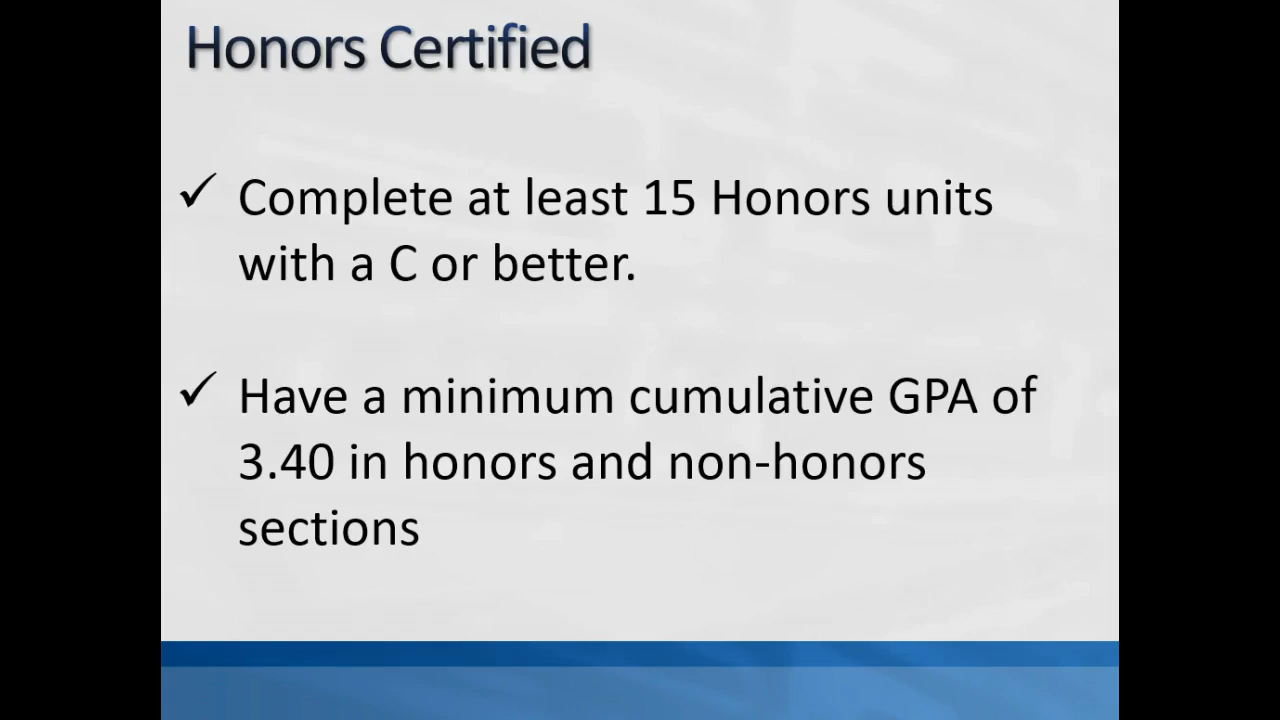 Honors Certified
✓ Complete at least 15 Honors units
with a C or better.
✓ Have a minimum cumulative GPA of
3.40 in honors and non-honors
sections